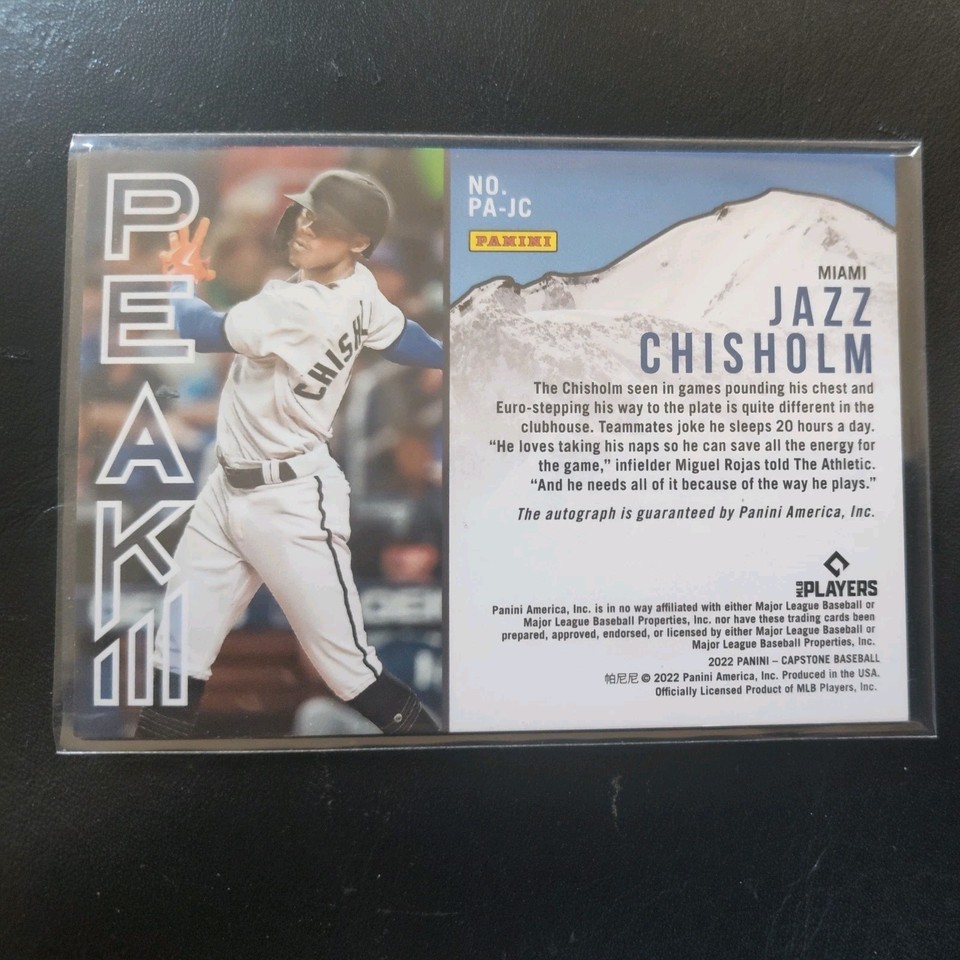 PEAK
CHISHOL
NO.
PA-JC
PANINI
MIAMI
JAZZ
CHISHOLM
The Chisholm seen in games pounding his chest and
Euro-stepping his way to the plate is quite different in the
clubhouse. Teammates joke he sleeps 20 hours a day.
“He loves taking his naps so he can save all the energy for
the game,” infielder Miguel Rojas told The Athletic.
“And he needs all of it because of the way he plays.”
The autograph is guaranteed by Panini America, Inc.
MLB PLAYERS
Panini America, Inc. is in no way affiliated with either Major League Baseball or
Major League Baseball Properties, Inc. nor have these trading cards been
prepared, approved, endorsed, or licensed by either Major League Baseball or
Major League Baseball Properties, Inc.
2022 PANINI – CAPSTONE BASEBALL
帕尼尼 © 2022 Panini America, Inc. Produced in the USA.
Officially Licensed Product of MLB Players, Inc.